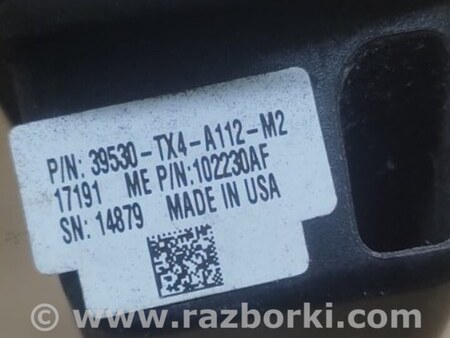 P/N: 39530-TX4-A112-M2
17191 ME P/N:102230AF
SN: 14879 MADE IN USA
© www.razborki.com